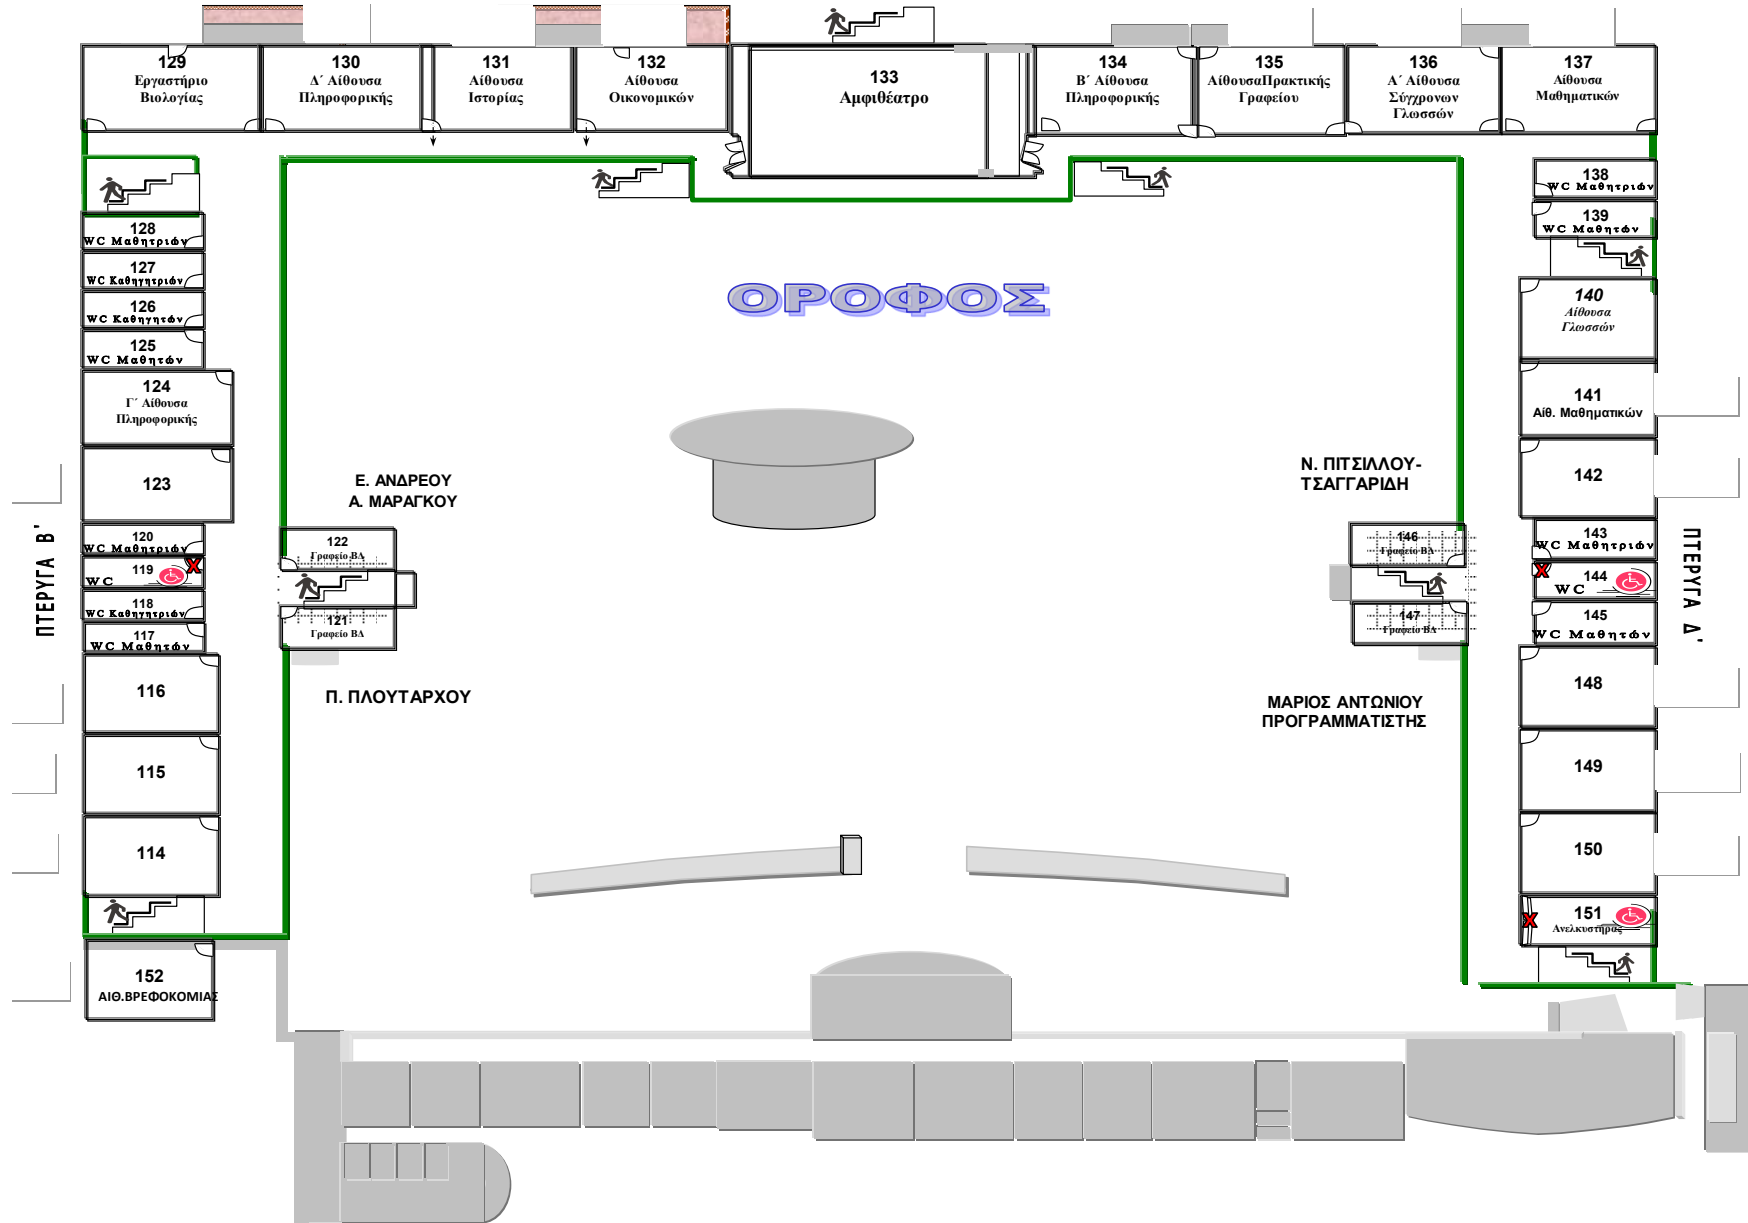 129
Εργαστήριο
Βιολογίας
130
Δ΄ Αίθουσα
Πληροφορικής
131
Αίθουσα
Ιστορίας
132
Αίθουσα
Οικονομικών
133
Αμφιθέατρο
134
Β΄ Αίθουσα
Πληροφορικής
135
ΑίθουσαΠρακτικής
Γραφείου
136
Α΄ Αίθουσα
Σύγχρονων
Γλωσσών
137
Αίθουσα
Μαθηματικών
138
WC Μαθητριών
139
WC Μαθητών
128
WC Μαθητριών
127
WC Καθηγητριών
126
WC Καθηγητών
125
WC Μαθητών
124
Γ΄ Αίθουσα
Πληροφορικής
123
ΟΡΟΦΟΣ
140
Αίθουσα
Γλωσσών
141
Αίθ. Μαθηματικών
142
Ε. ΑΝΔΡΕΟΥ
Α. ΜΑΡΑΓΚΟΥ
Ν. ΠΙΤΣΙΛΛΟΥ-
ΤΣΑΓΓΑΡΙΔΗ
ΠΤΕΡΥΓΑ Β'
120
WC Μαθητριών
119
X
WC
118
WC Καθηγητριών
117
WC Μαθητών
122
Γραφείο ΒΔ
121
Γραφείο ΒΔ
146
Γραφείο ΒΔ
147
Γραφείο ΒΔ
143
WC Μαθητριών
X
144
WC
145
WC Μαθητών
ΠΤΕΡΥΓΑ Δ'
116
115
114
Π. ΠΛΟΥΤΑΡΧΟΥ
ΜΑΡΙΟΣ ΑΝΤΩΝΙΟΥ
ΠΡΟΓΡΑΜΜΑΤΙΣΤΗΣ
148
149
150
X
151
Ανελκυστήρας
152
ΑΙΘ.ΒΡΕΦΟΚΟΜΙΑΣ